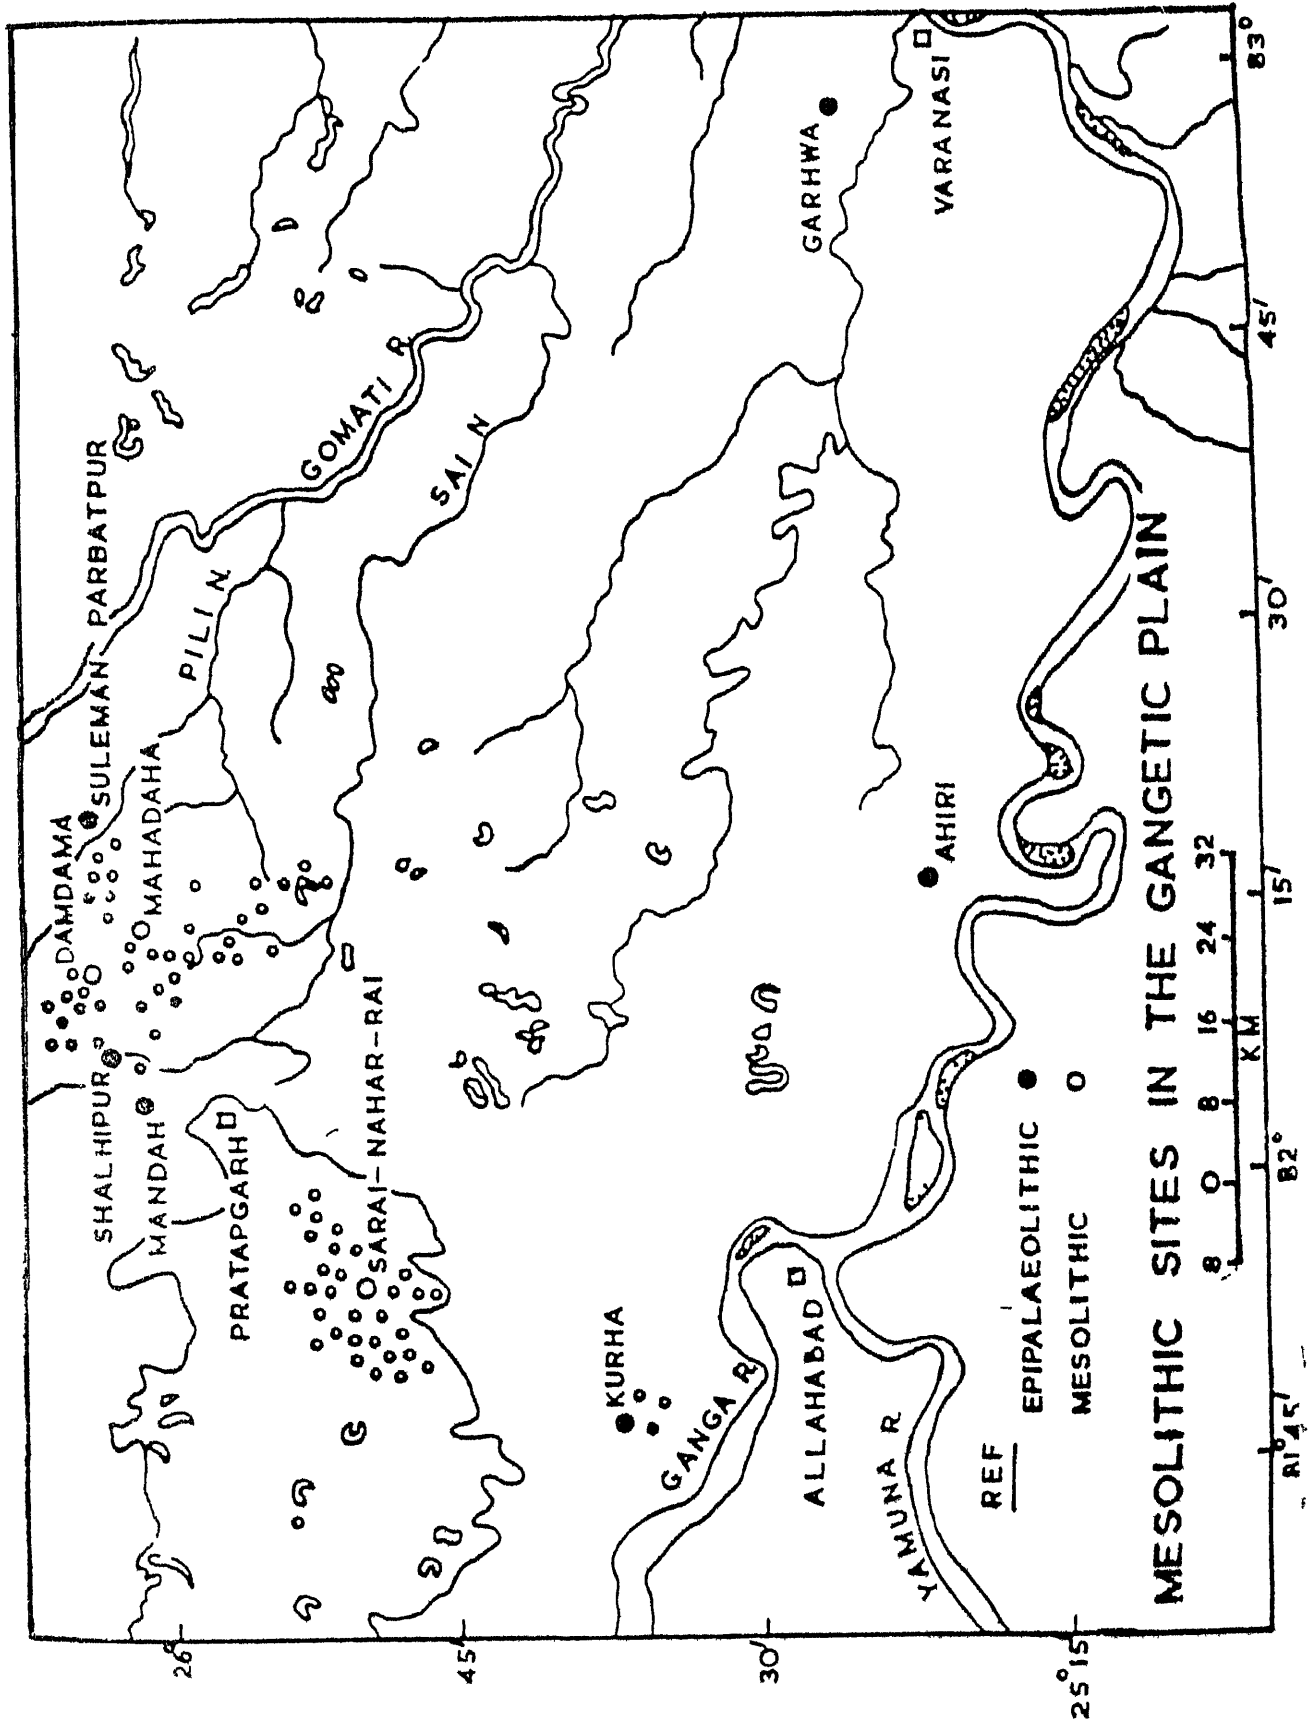 DAMDAMA
SULEMAN PARBATPUR
SHALHIPUR
MAHADAHA
MANDAH
PILI N
PRATAPGARH
GOMATI R
SARAI-NAHAR-RAI
SAI N
KURHA
GANGA R
GARHWA
ALLAHABAD
YAMUNA R
AHIRI
VARANASI
REF
EPIPALAEOLITHIC
MESOLITHIC
MESOLITHIC SITES IN THE GANGETIC PLAIN
8 0 8 16 24 32
KM
26°
45'
30'
25°15'
81°45'
82°
15'
30'
45'
83°